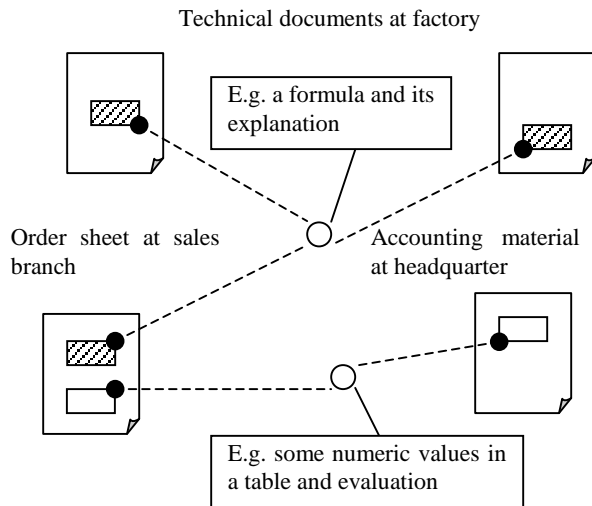 Technical documents at factory
E.g. a formula and its
explanation
Order sheet at sales
branch
Accounting material
at headquarter
E.g. some numeric values in
a table and evaluation